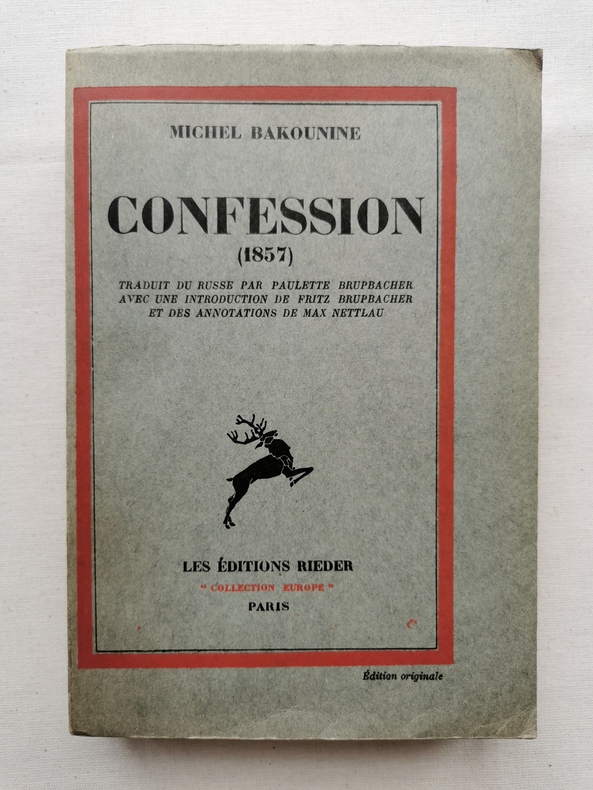 MICHEL BAKOUNINE
CONFESSION
(1857)
TRADUIT DU RUSSE PAR PAULETTE BRUPBACHER
AVEC UNE INTRODUCTION DE FRITZ BRUPBACHER
ET DES ANNOTATIONS DE MAX NETTLAU
LES ÉDITIONS RIEDER
" COLLECTION EUROPE "
PARIS
Édition originale